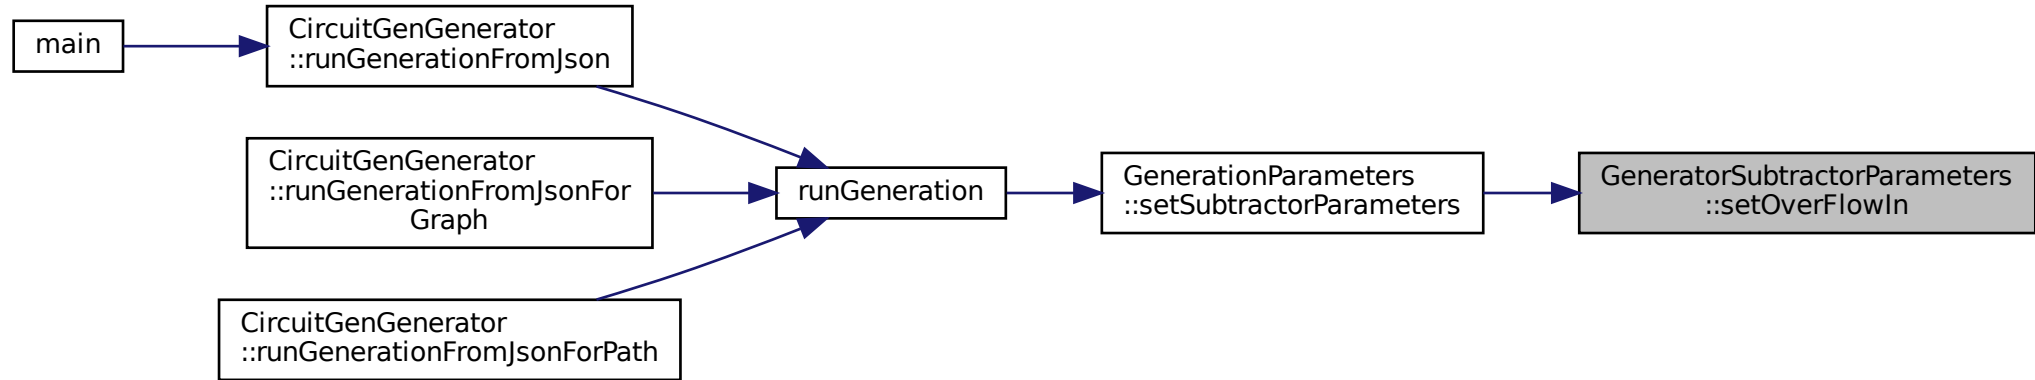 main
CircuitGenGenerator
::runGenerationFromJson
CircuitGenGenerator
::runGenerationFromJsonFor
Graph
CircuitGenGenerator
::runGenerationFromJsonForPath
runGeneration
GenerationParameters
::setSubtractorParameters
GeneratorSubtractorParameters
::setOverFlowIn